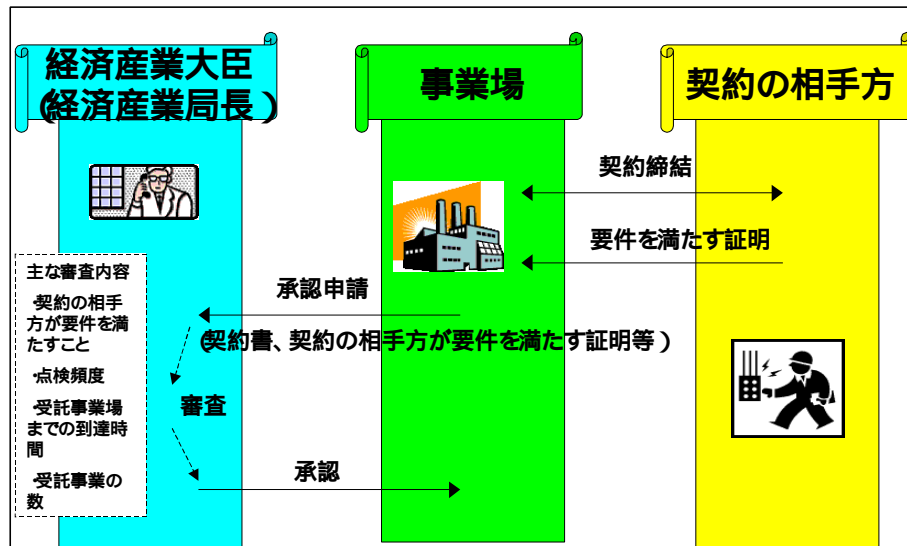 経済産業大臣
(経済産業局長)
事業場
契約の相手方
契約締結
要件を満たす証明
承認申請
(契約書、契約の相手方が要件を満たす証明等)
主な審査内容
・契約の相手
方が要件を満
たすこと
・点検頻度
・受託事業場
までの到達時
間
・受託事業の
数
審査
承認